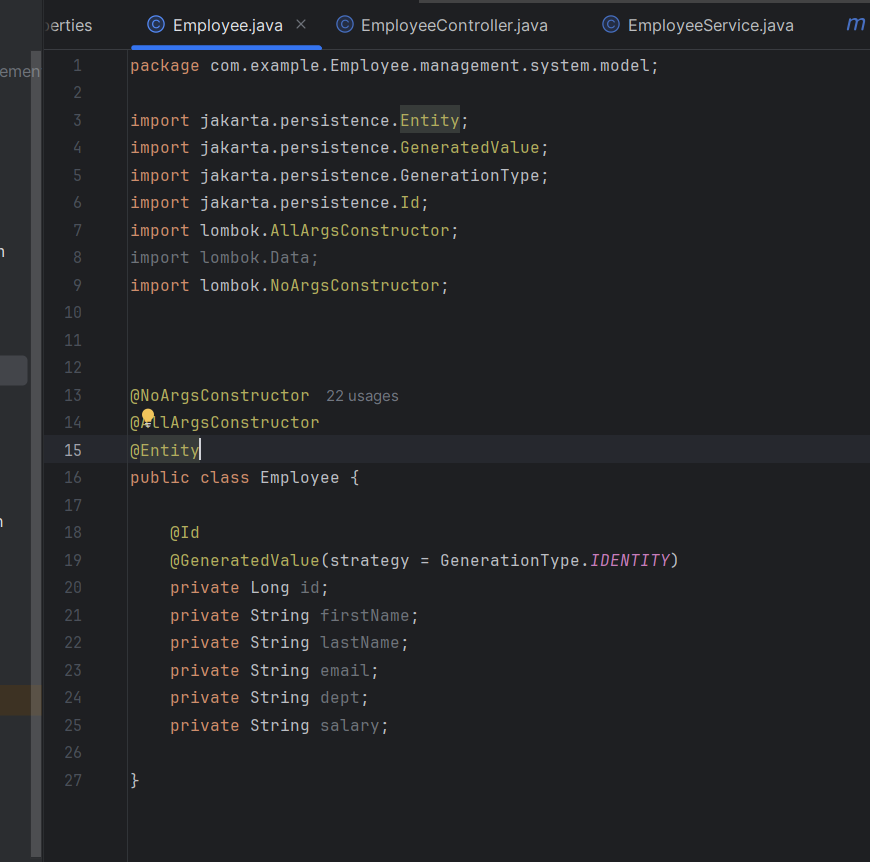 perties Employee.java × EmployeeController.java EmployeeService.java m
emen
1 package com.example.Employee.management.system.model;
2
3 import jakarta.persistence.Entity;
4 import jakarta.persistence.GeneratedValue;
5 import jakarta.persistence.GenerationType;
6 import jakarta.persistence.Id;
7 import lombok.AllArgsConstructor;
8 import lombok.Data;
9 import lombok.NoArgsConstructor;
10
11
12
13 @NoArgsConstructor 22 usages
14 @AllArgsConstructor
15 @Entity
16 public class Employee {
17
18 @Id
19 @GeneratedValue(strategy = GenerationType.IDENTITY)
20 private Long id;
21 private String firstName;
22 private String lastName;
23 private String email;
24 private String dept;
25 private String salary;
26
27 }